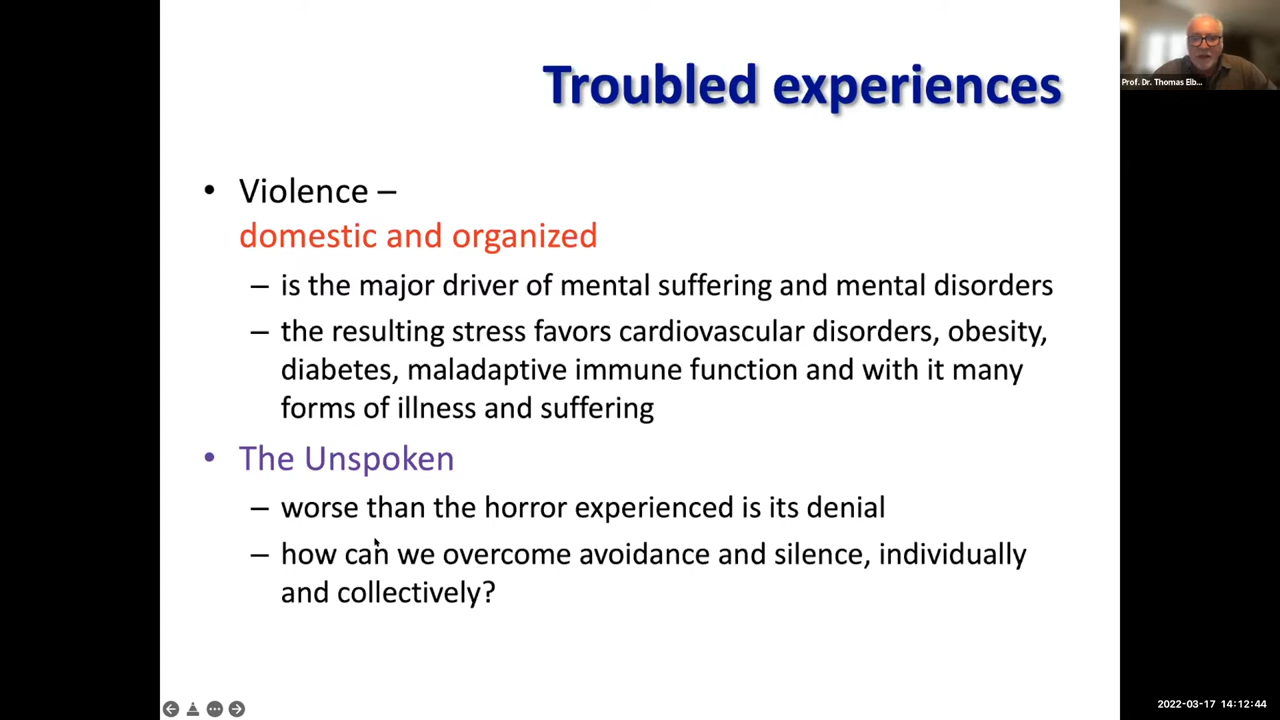 Troubled experiences
Prof. Dr. Thomas Elb...
• Violence –
domestic and organized
– is the major driver of mental suffering and mental disorders
– the resulting stress favors cardiovascular disorders, obesity,
diabetes, maladaptive immune function and with it many
forms of illness and suffering
• The Unspoken
– worse than the horror experienced is its denial
– how can we overcome avoidance and silence, individually
and collectively?
2022-03-17 14:12:44